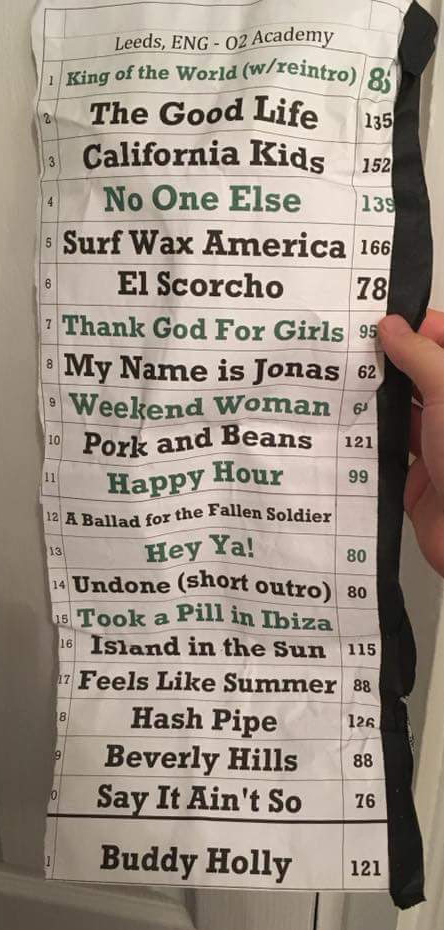 Leeds, ENG - O2 Academy
1 King of the World (w/reintro)
2 The Good Life 135
3 California Kids 152
4 No One Else 139
5 Surf Wax America 166
6 El Scorcho 78
7 Thank God For Girls 95
8 My Name is Jonas 62
9 Weekend Woman
10 Pork and Beans 121
11 Happy Hour 99
12 A Ballad for the Fallen Soldier
13 Hey Ya! 80
14 Undone (short outro) 80
15 Took a Pill in Ibiza
16 Island in the Sun 115
17 Feels Like Summer 88
8 Hash Pipe 126
9 Beverly Hills 88
0 Say It Ain't So 76
1 Buddy Holly 121